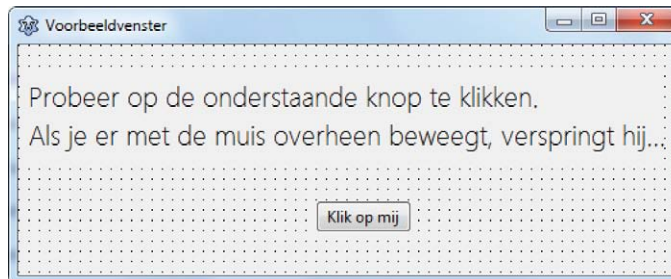 Voorbeeldvenster
Probeer op de onderstaande knop te klikken.
Als je er met de muis overheen beweegt, verspringt hij...
Klik op mij